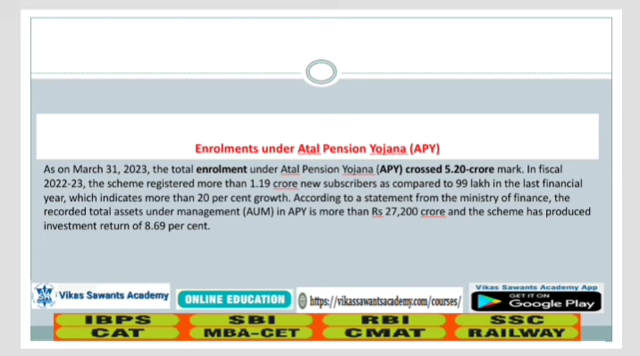 Enrolments under Atal Pension Yojana (APY)
As on March 31, 2023, the total enrolment under Atal Pension Yojana (APY) crossed 5.20-crore mark. In fiscal
2022-23, the scheme registered more than 1.19 crore new subscribers as compared to 99 lakh in the last financial
year, which indicates more than 20 per cent growth. According to a statement from the ministry of finance, the
recorded total assets under management (AUM) in APY is more than Rs 27,200 crore and the scheme has produced
investment return of 8.69 per cent.
Vikas Sawants Academy
ONLINE EDUCATION
https://vikassawantsacademy.com/courses/
Vikas Sawants Academy App
GET IT ON
Google Play
IBPS SBI RBI SSC
CAT MBA-CET CMAT RAILWAY